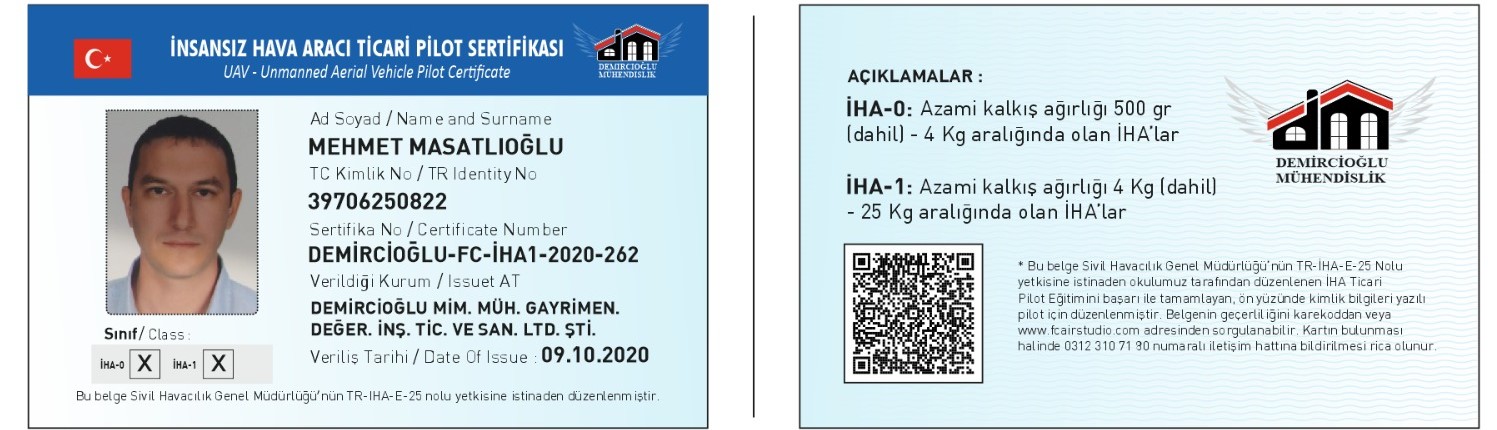 İNSANSIZ HAVA ARACI TİCARİ PİLOT SERTİFİKASI
UAV - Unmanned Aerial Vehicle Pilot Certificate
DEMİRCİOĞLU
MÜHENDİSLİK
Ad Soyad / Name and Surname
MEHMET MASATLIOĞLU
TC Kimlik No / TR Identity No
39706250822
Sertifika No / Certificate Number
DEMİRCİOĞLU-FC-İHA1-2020-262
Verildiği Kurum / Issuet AT
DEMİRCİOĞLU MİM. MÜH. GAYRİMEN.
DEĞER. İNŞ. TİC. VE SAN. LTD. ŞTİ.
Veriliş Tarihi / Date Of Issue : 09.10.2020
Sınıf/ Class :
İHA-0 X İHA-1 X
Bu belge Sivil Havacılık Genel Müdürlüğü'nün TR-IHA-E-25 nolu yetkisine istinaden düzenlenmiştir.
AÇIKLAMALAR :
İHA-0: Azami kalkış ağırlığı 500 gr
(dahil) - 4 Kg aralığında olan İHA'lar
İHA-1: Azami kalkış ağırlığı 4 Kg (dahil)
- 25 Kg aralığında olan İHA'lar
dm
DEMİRCİOĞLU
MÜHENDİSLİK
* Bu belge Sivil Havacılık Genel Müdürlüğü'nün TR-İHA-E-25 Nolu
yetkisine istinaden okulumuz tarafından düzenlenen İHA Ticari
Pilot Eğitimini başarı ile tamamlayan, ön yüzünde kimlik bilgileri yazılı
pilot için düzenlenmiştir. Belgenin geçerliliğini karekoddan veya
www.fcairstudio.com adresinden sorgulanabilir. Kartın bulunması
halinde 0312 310 71 90 numaralı iletişim hattına bildirilmesi rica olunur.